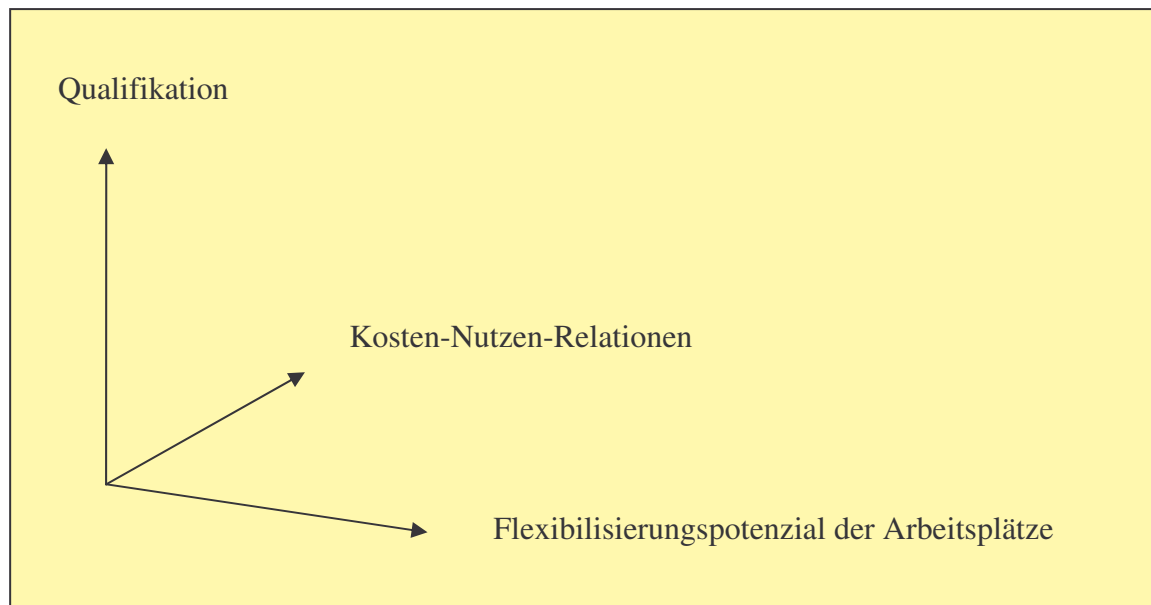 Qualifikation
Kosten-Nutzen-Relationen
Flexibilisierungspotenzial der Arbeitsplätze